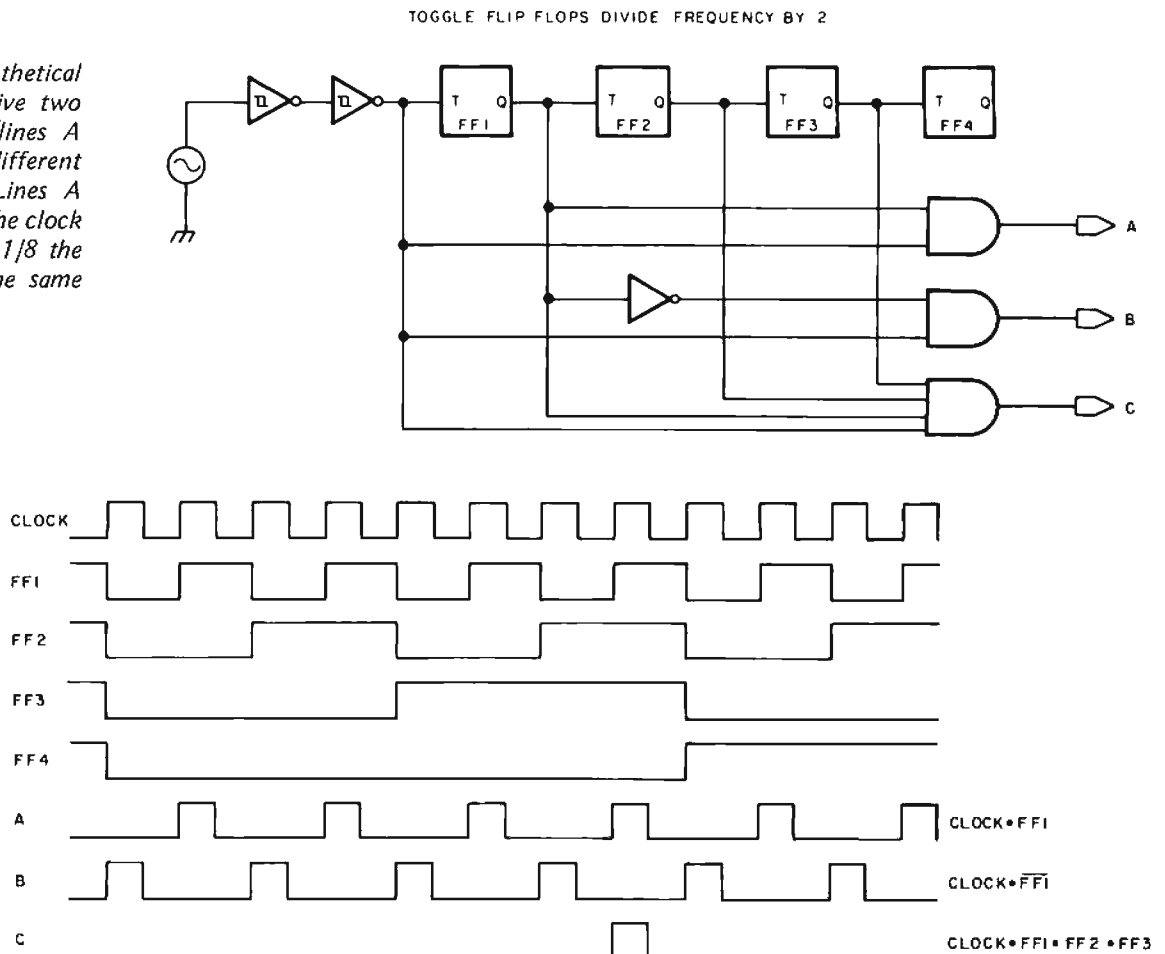 TOGGLE FLIP FLOPS DIVIDE FREQUENCY BY 2
thetical
ive two
lines A
different
Lines A
he clock
1/8 the
he same
T Q
FF1
T Q
FF2
T Q
FF3
T Q
FF4
A
B
C
CLOCK
FF1
FF2
FF3
FF4
A
CLOCK•FF1
B
CLOCK•F̅F̅1̅
C
CLOCK•FF1•FF2•FF3